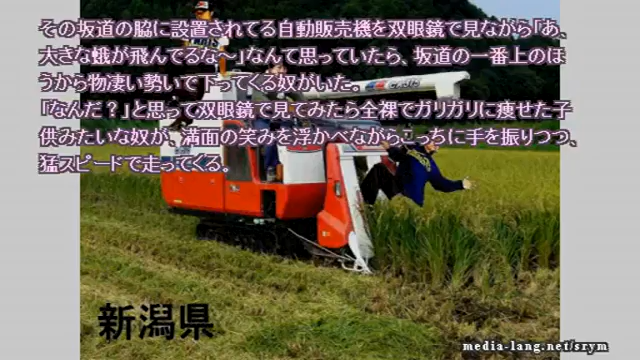 その坂道の脇に設置されてる自動販売機を双眼鏡で見ながら「あ、
大きな蛾が飛んでるな～」なんて思っていたら、坂道の一番上のほ
うから物凄い勢いで下ってくる奴がいた。
「なんだ？」と思って双眼鏡で見てみたら全裸でガリガリに痩せた子
供みたいな奴が、満面の笑みを浮かべながらこっちに手を振りつつ、
猛スピードで走ってくる。
新潟県
media-lang.net/srym